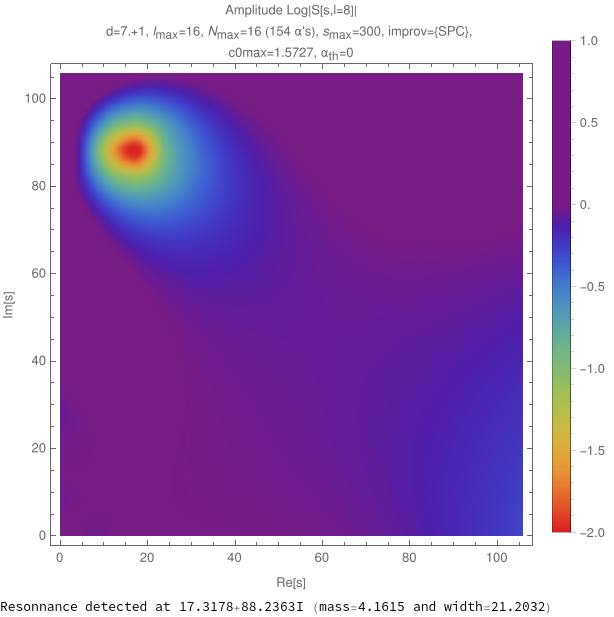 Amplitude Log|S[s,l=8]|
d=7.+1, lmax=16, Nmax=16 (154 α's), smax=300, improv={SPC},
c0max=1.5727, αth=0
Im[s]
100
80
60
40
20
0
0 20 40 60 80 100
Re[s]
1.0
0.5
0.
-0.5
-1.0
-1.5
-2.0
Resonnance detected at 17.3178+88.2363I (mass=4.1615 and width=21.2032)